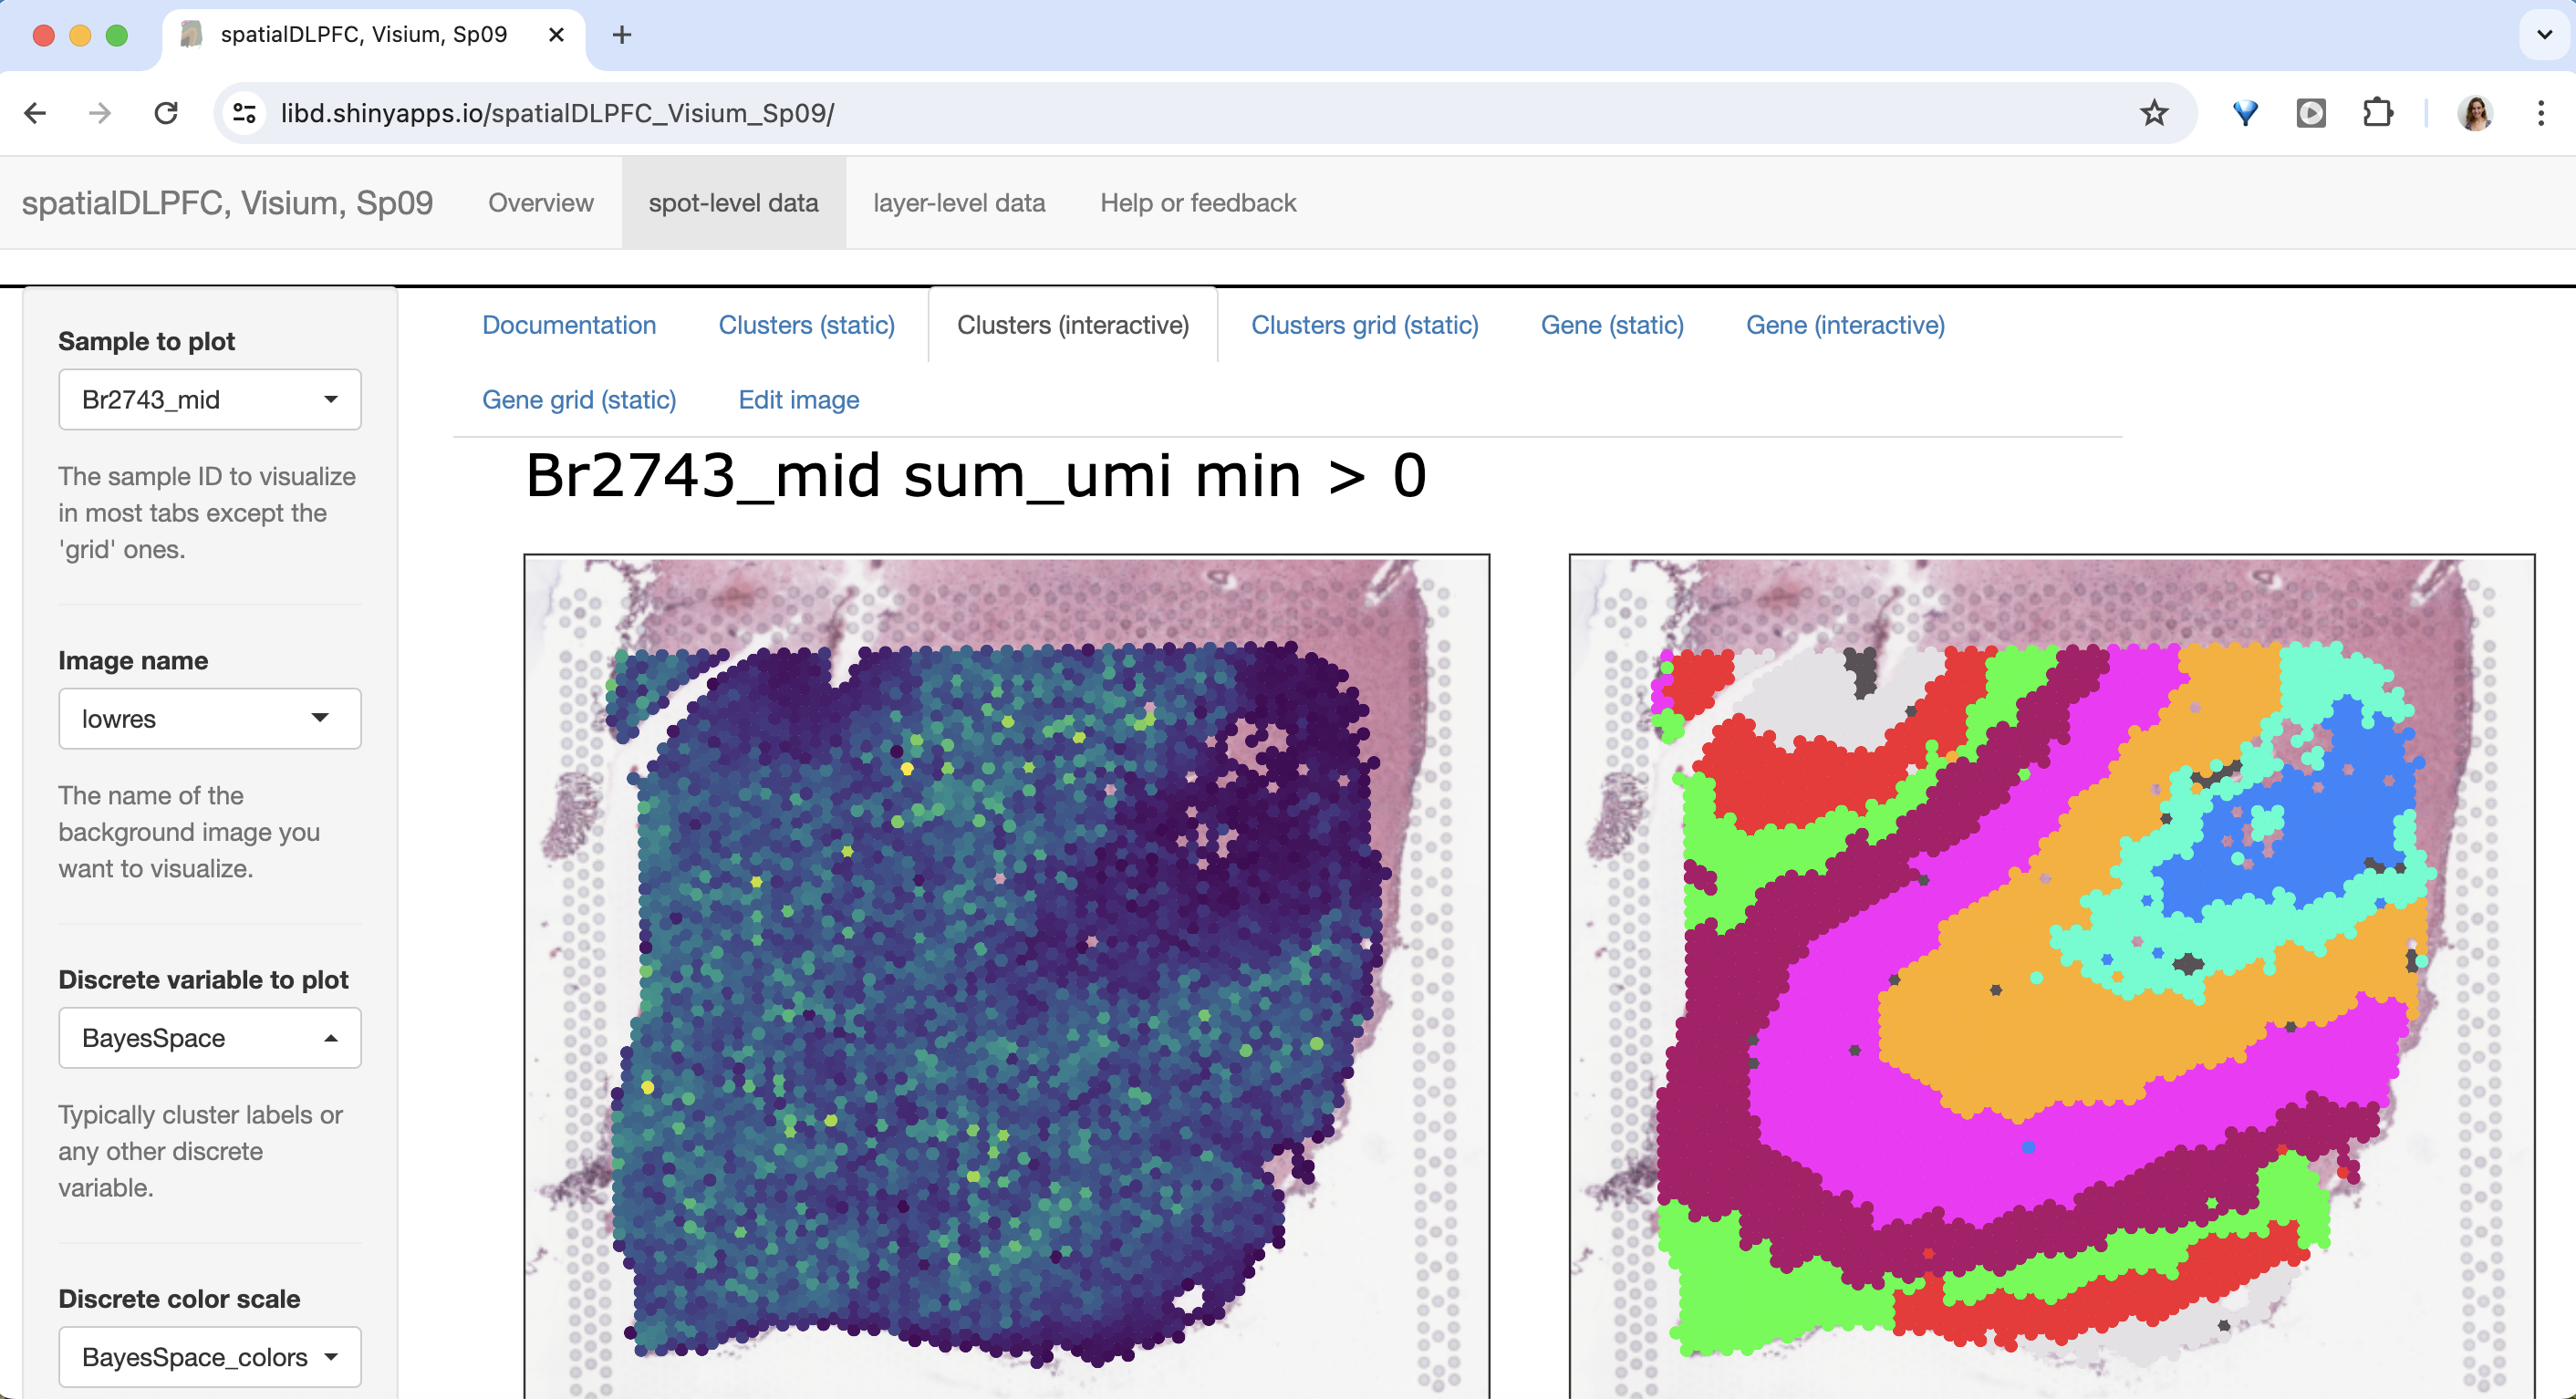 spatialDLPFC, Visium, Sp09
libd.shinyapps.io/spatialDLPFC_Visium_Sp09/
spatialDLPFC, Visium, Sp09
Overview
spot-level data
layer-level data
Help or feedback
Sample to plot
Br2743_mid
The sample ID to visualize
in most tabs except the
'grid' ones.
Image name
lowres
The name of the
background image you
want to visualize.
Discrete variable to plot
BayesSpace
Typically cluster labels or
any other discrete
variable.
Discrete color scale
BayesSpace_colors
Documentation
Clusters (static)
Clusters (interactive)
Clusters grid (static)
Gene (static)
Gene (interactive)
Gene grid (static)
Edit image
Br2743_mid sum_umi min > 0